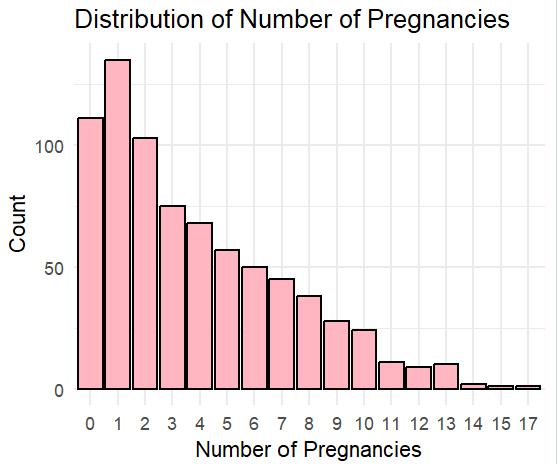 Distribution of Number of Pregnancies
Count
100
50
0
0 1 2 3 4 5 6 7 8 9 10 11 12 13 14 15 17
Number of Pregnancies